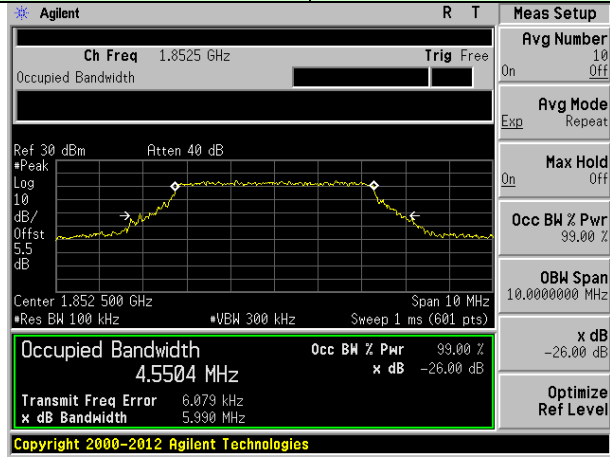 Agilent R T Meas Setup
Ch Freq 1.8525 GHz Trig Free
Occupied Bandwidth
Ref 30 dBm Atten 40 dB
#Peak
Log
10
dB/
Offst
5.5
dB
Center 1.852 500 GHz Span 10 MHz
#Res BW 100 kHz #VBW 300 kHz Sweep 1 ms (601 pts)
Occupied Bandwidth Occ BW % Pwr 99.00 %
4.5504 MHz x dB -26.00 dB
Transmit Freq Error 6.079 kHz
x dB Bandwidth 5.990 MHz
Copyright 2000-2012 Agilent Technologies
Avg Number
10
On Off
Avg Mode
Exp Repeat
Max Hold
On Off
Occ BW % Pwr
99.00 %
OBW Span
10.0000000 MHz
x dB
-26.00 dB
Optimize
Ref Level